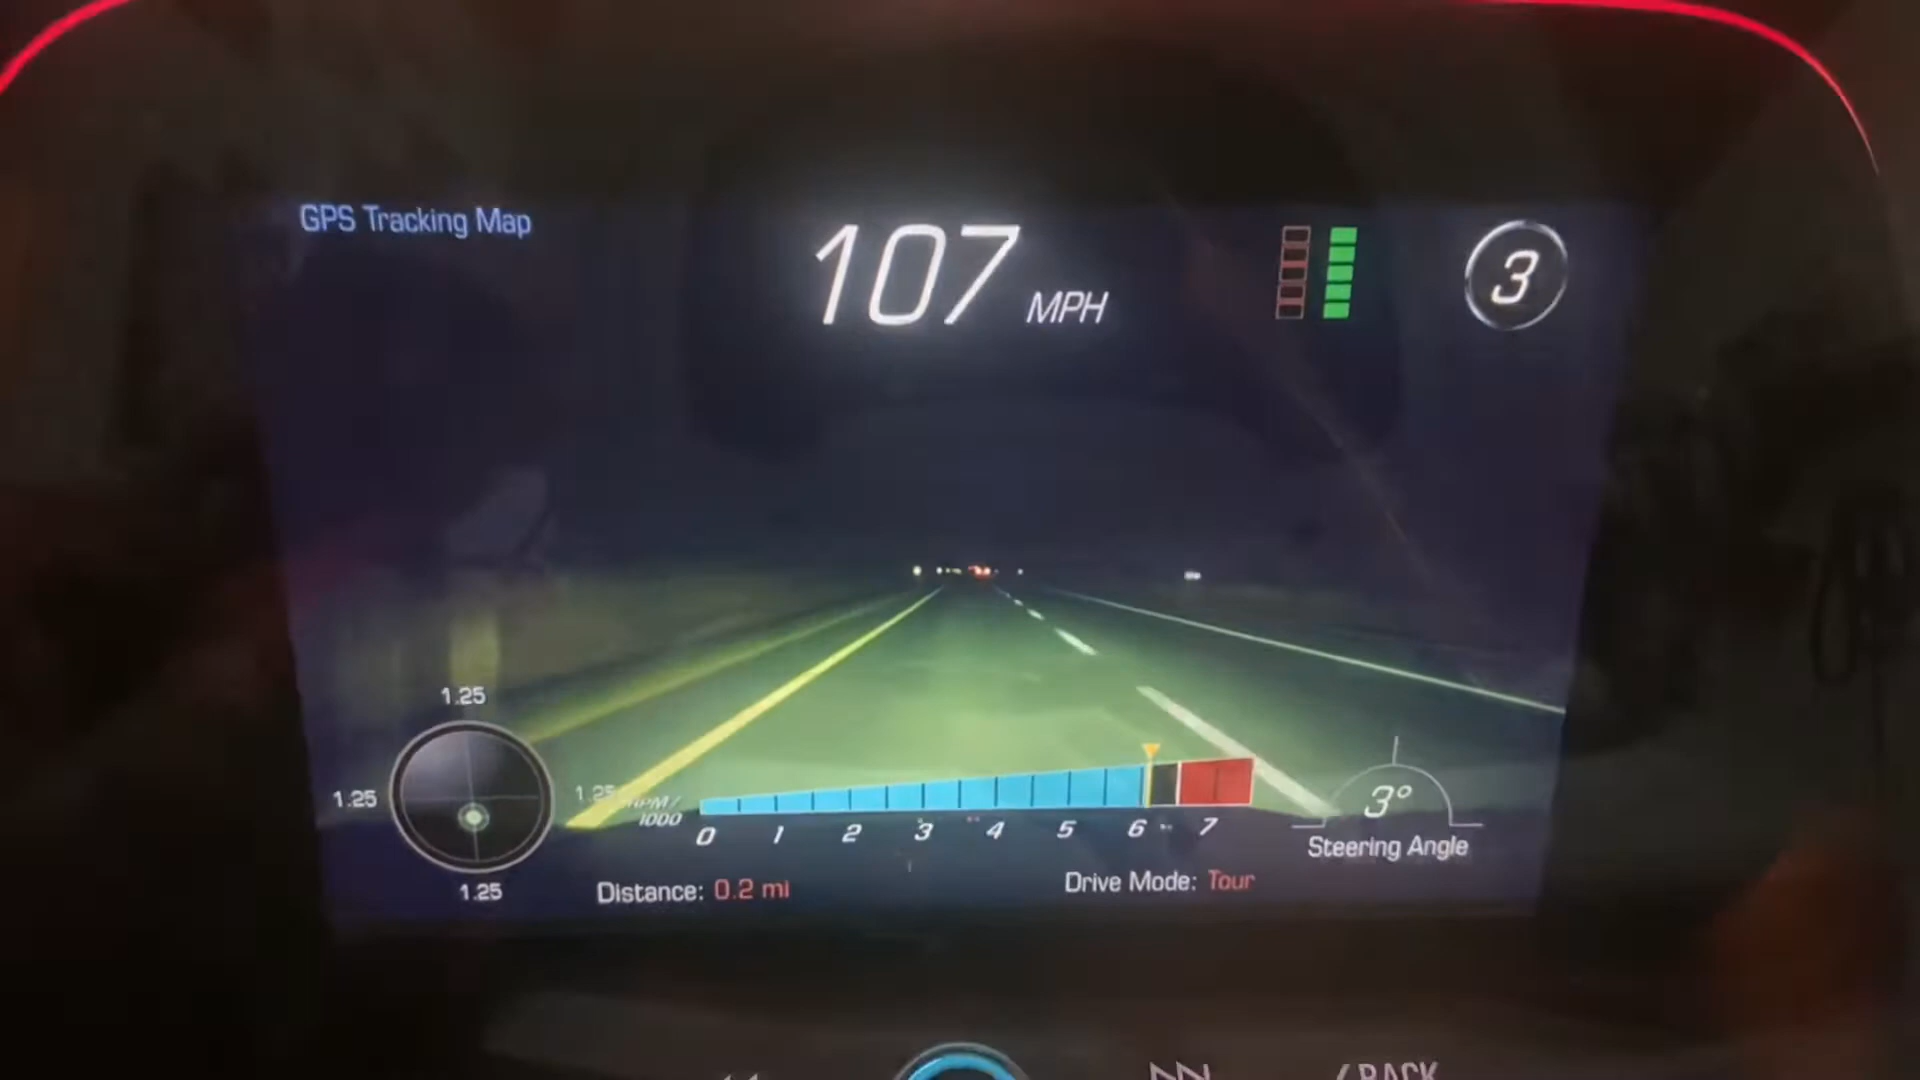 GPS Tracking Map
107 MPH
3
1.25
1.25
1.25
RPM/
1000
0 1 2 3 4 5 6 7
3°
Steering Angle
1.25
Distance: 0.2 mi
Drive Mode: Tour
BACK